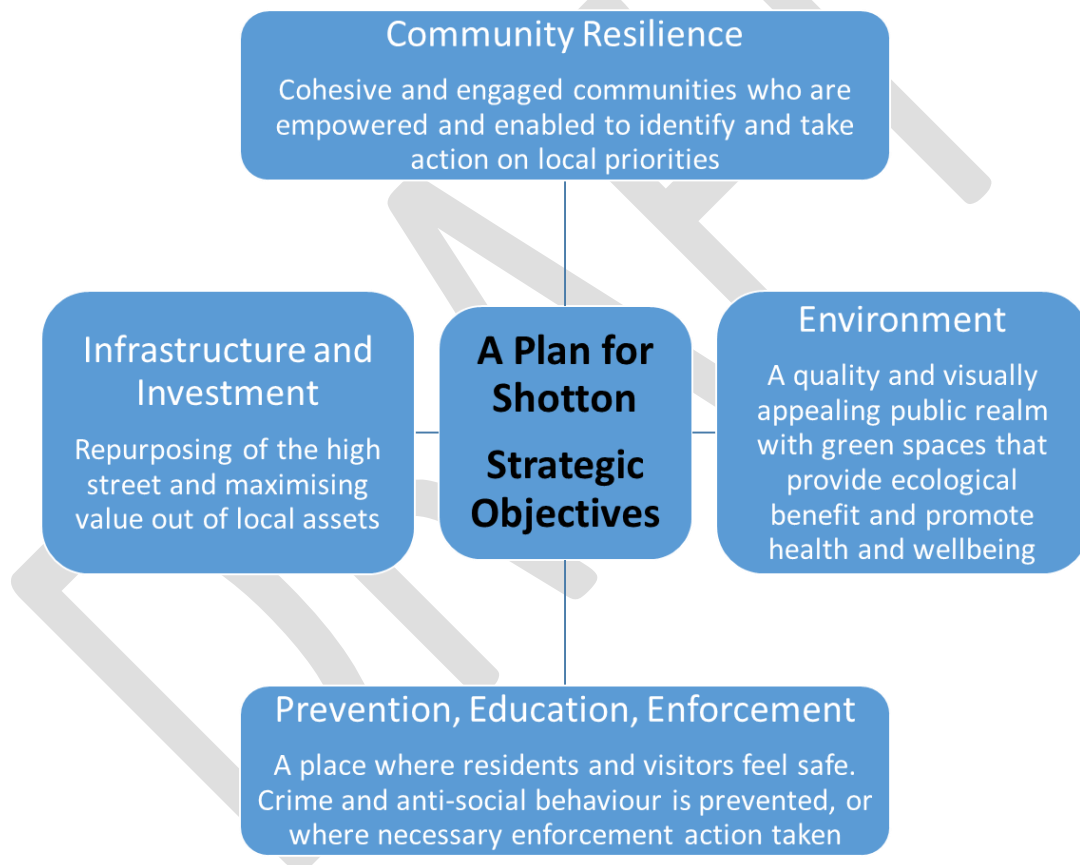 Community Resilience
Cohesive and engaged communities who are
empowered and enabled to identify and take
action on local priorities
Infrastructure and
Investment
Repurposing of the high
street and maximising
value out of local assets
A Plan for
Shotton
Strategic
Objectives
Environment
A quality and visually
appealing public realm
with green spaces that
provide ecological
benefit and promote
health and wellbeing
Prevention, Education, Enforcement
A place where residents and visitors feel safe.
Crime and anti-social behaviour is prevented, or
where necessary enforcement action taken
DRAFT